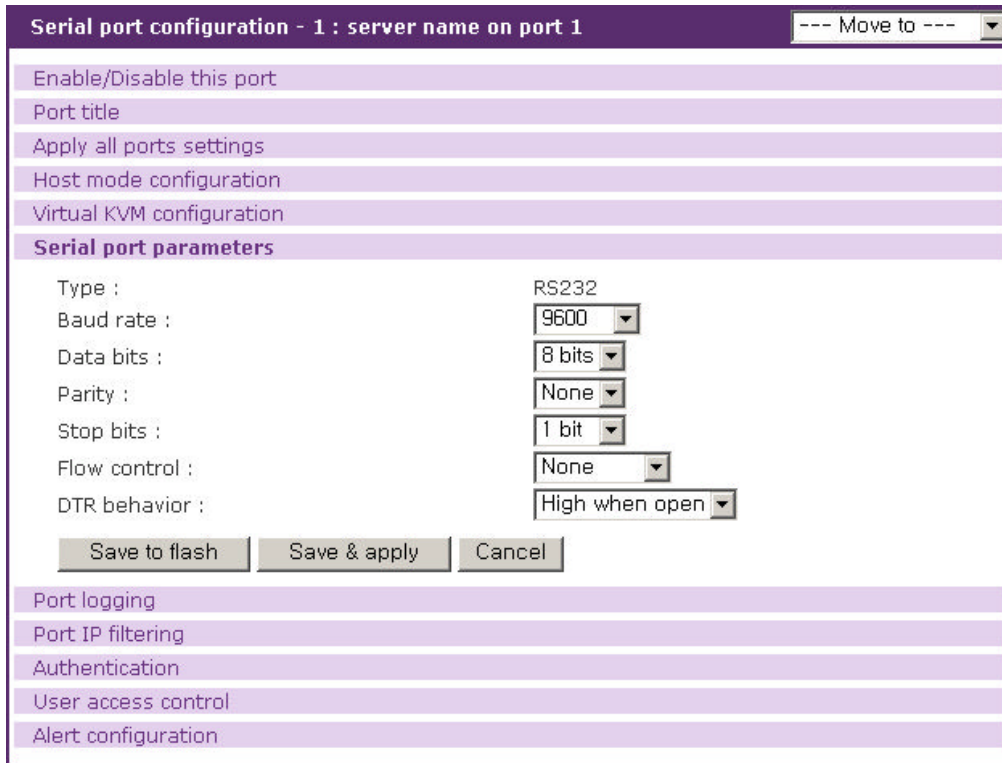 Serial port configuration - 1 : server name on port 1 --- Move to ---
Enable/Disable this port
Port title
Apply all ports settings
Host mode configuration
Virtual KVM configuration
Serial port parameters
Type : RS232
Baud rate : 9600
Data bits : 8 bits
Parity : None
Stop bits : 1 bit
Flow control : None
DTR behavior : High when open
Save to flash Save & apply Cancel
Port logging
Port IP filtering
Authentication
User access control
Alert configuration